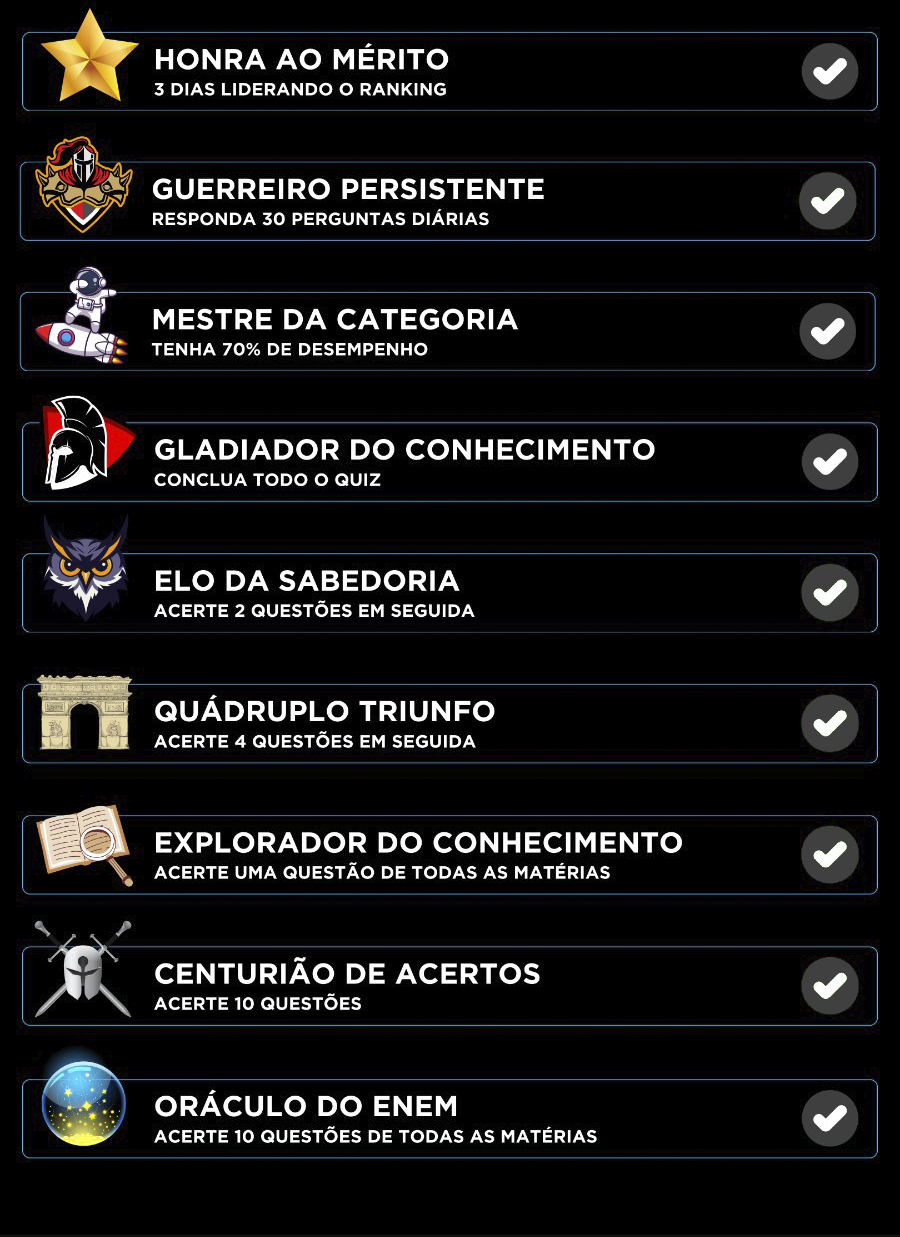 HONRA AO MÉRITO
3 DIAS LIDERANDO O RANKING
GUERREIRO PERSISTENTE
RESPONDA 30 PERGUNTAS DIÁRIAS
MESTRE DA CATEGORIA
TENHA 70% DE DESEMPENHO
GLADIADOR DO CONHECIMENTO
CONCLUA TODO O QUIZ
ELO DA SABEDORIA
ACERTE 2 QUESTÕES EM SEGUIDA
QUÁDRUPLO TRIUNFO
ACERTE 4 QUESTÕES EM SEGUIDA
EXPLORADOR DO CONHECIMENTO
ACERTE UMA QUESTÃO DE TODAS AS MATÉRIAS
CENTURIÃO DE ACERTOS
ACERTE 10 QUESTÕES
ORÁCULO DO ENEM
ACERTE 10 QUESTÕES DE TODAS AS MATÉRIAS